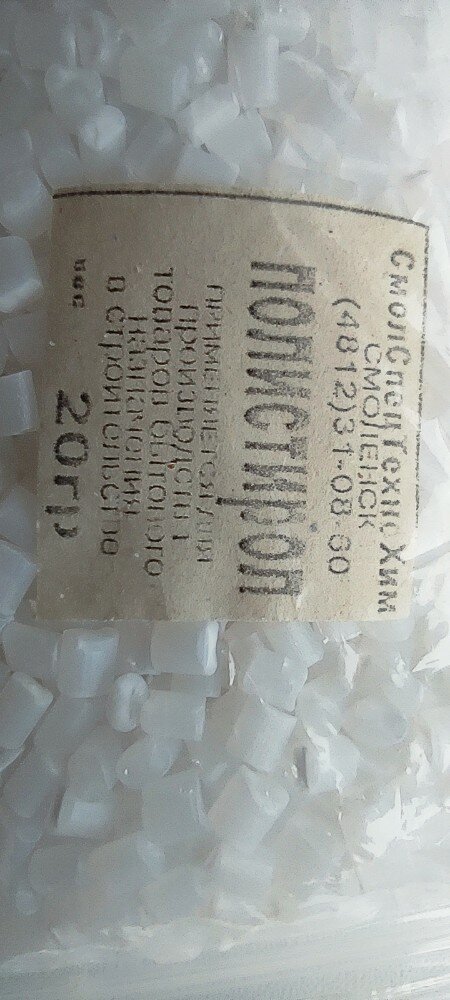 СмолСпецТехноХим
СМОЛЕНСК
(4812)31-08-60
ПОЛИСТИРОЛ
ПРИМЕНЯЕТСЯ ДЛЯ
ПРОИЗВОДСТВА
ТОВАРОВ БЫТОВОГО
НАЗНАЧЕНИЯ
В СТРОИТЕЛЬСТВЕ
вес 20гр